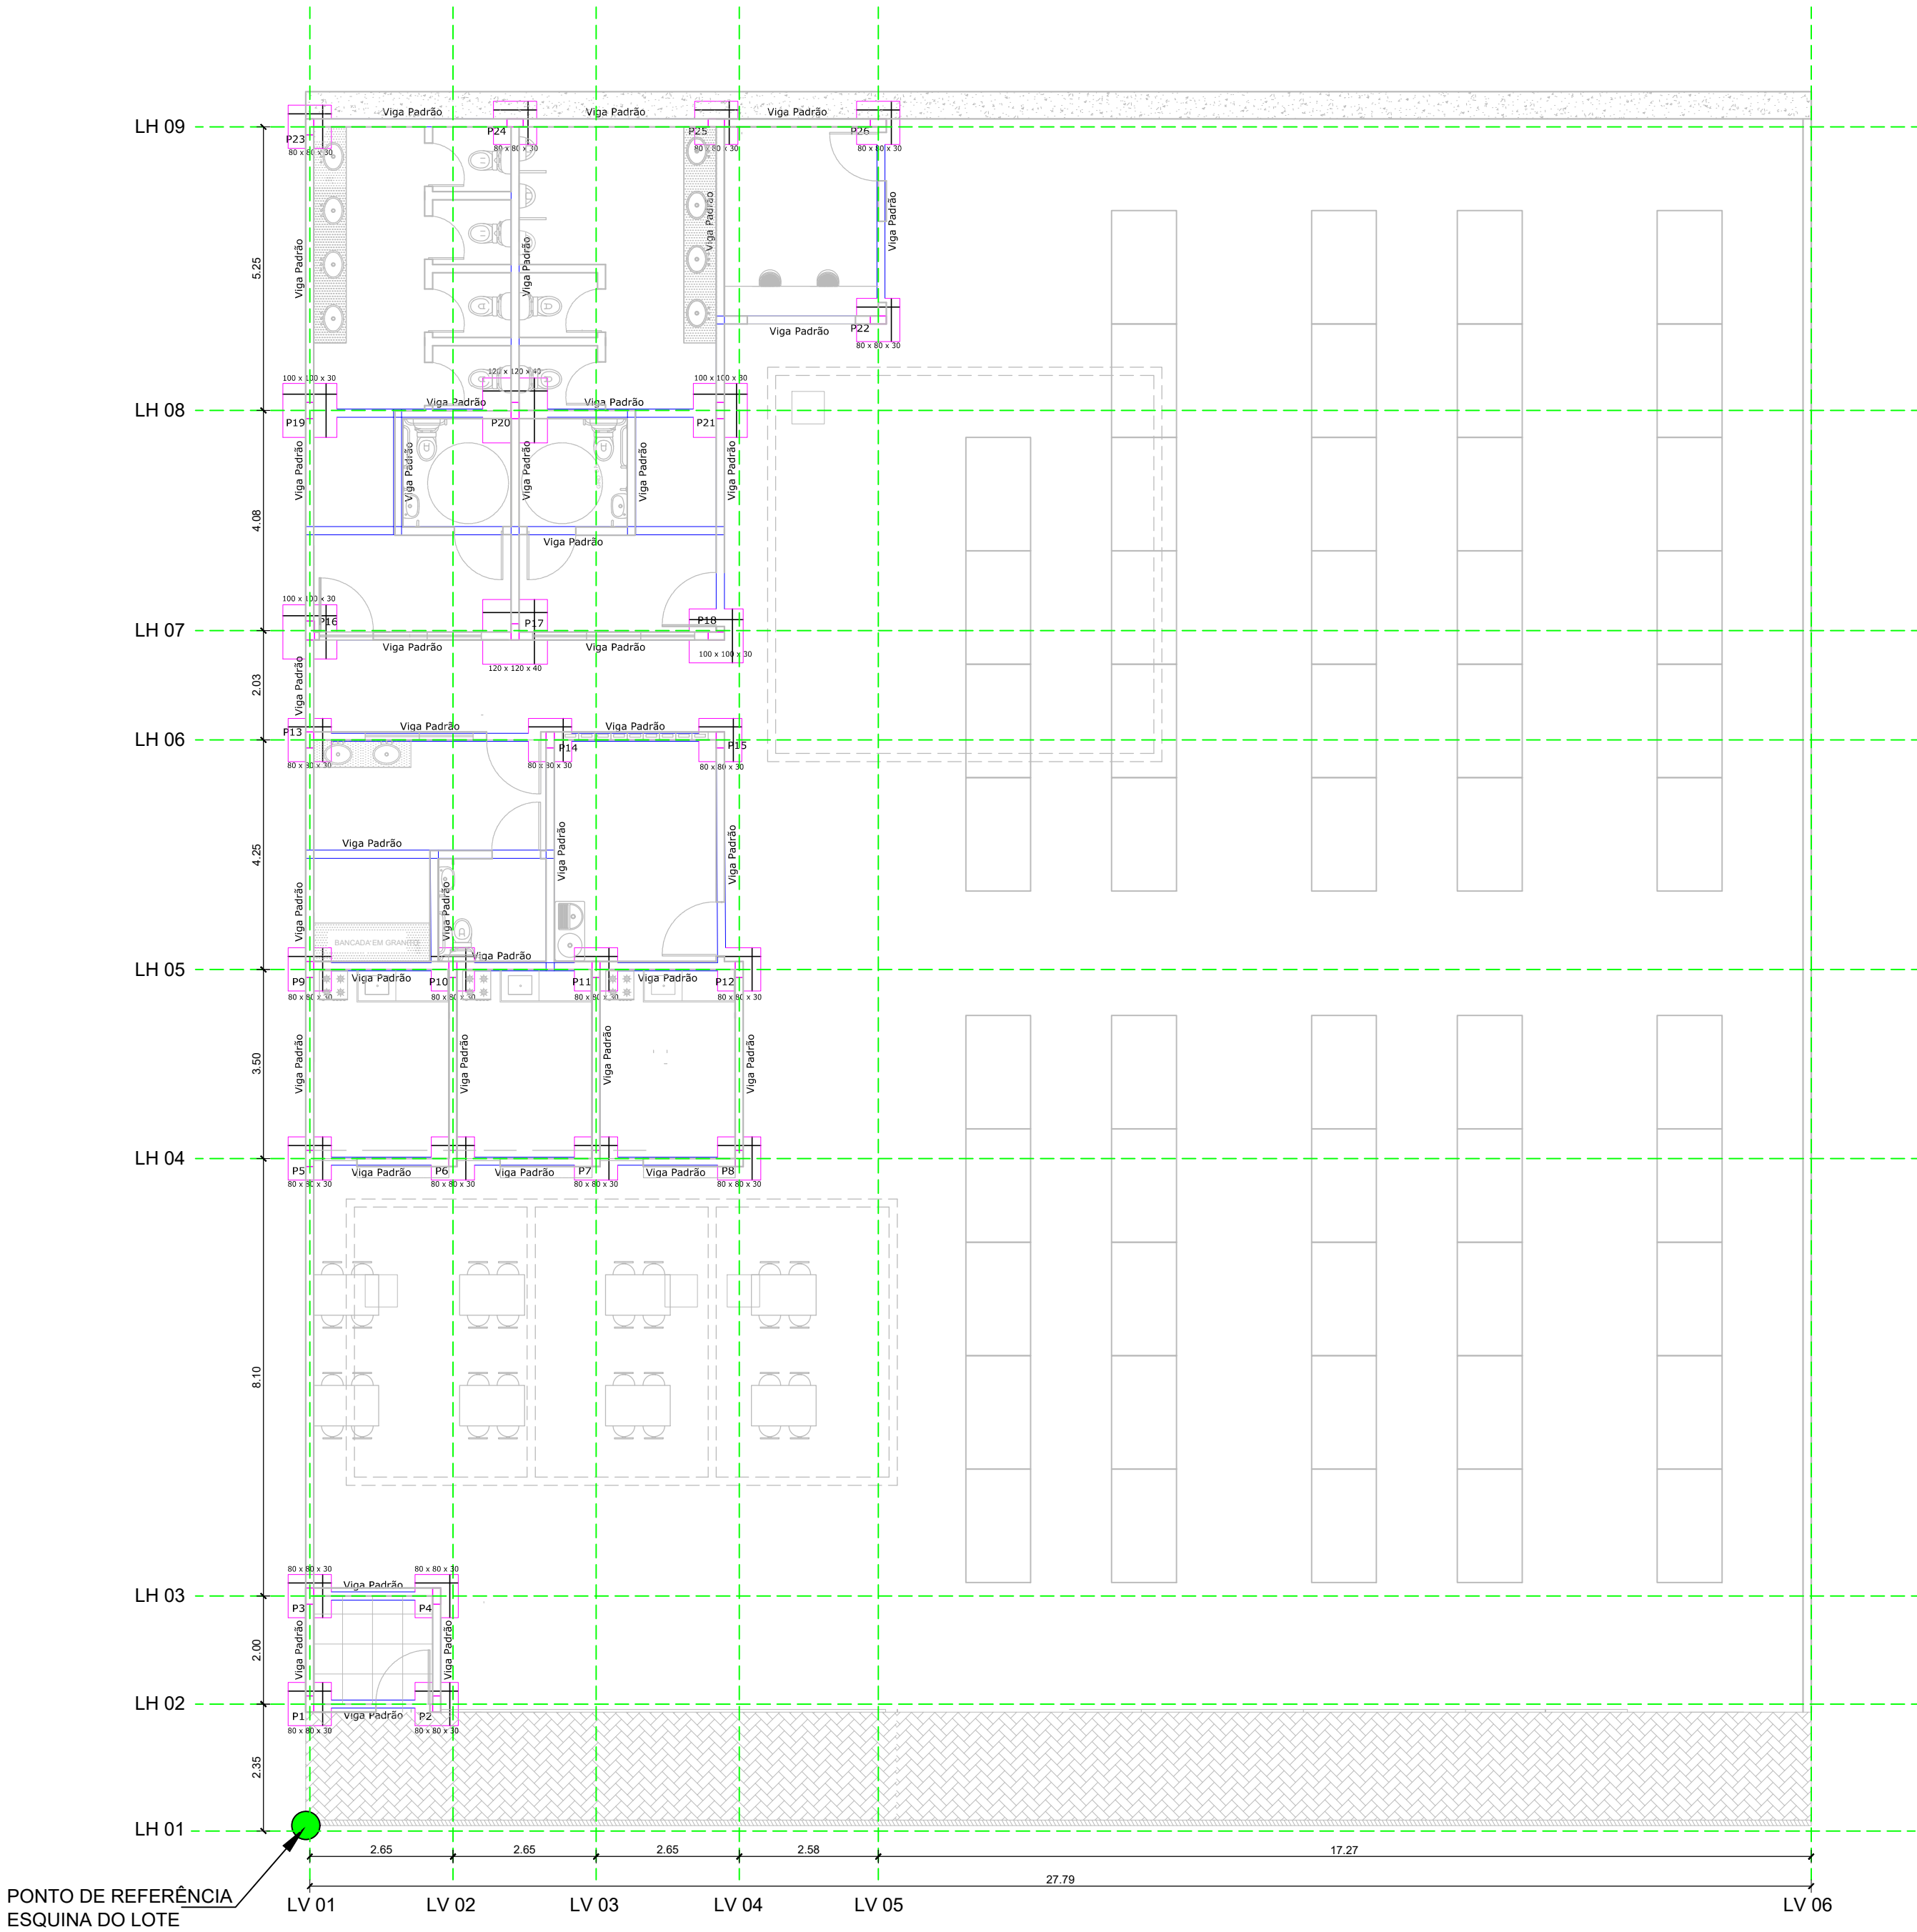 Viga Padrão Viga Padrão Viga Padrão
LH 09
P23 P24 P25 P26
80 x 80 x 30 80 x 80 x 30 80 x 80 x 30 80 x 80 x 30
Viga Padrão
Viga Padrão
Viga Padrão
Viga Padrão
5.25
Viga Padrão P22
80 x 80 x 30
120 x 120 x 40
100 x 100 x 30 100 x 100 x 30
Viga Padrão Viga Padrão
LH 08
P19 P20 P21
Viga Padrão
Viga Padrão
Viga Padrão
Viga Padrão
Viga Padrão
4.08
Viga Padrão
100 x 100 x 30
P16 P17 P18
LH 07
Viga Padrão Viga Padrão
100 x 100 x 30
120 x 120 x 40
Viga Padrão
2.03
Viga Padrão Viga Padrão
P13
LH 06
P14 P15
80 x 80 x 30 80 x 80 x 30 80 x 80 x 30
Viga Padrão
Viga Padrão
Viga Padrão
4.25
Viga Padrão
Viga Padrão
BANCADA EM GRANITO
Viga Padrão
LH 05
Viga Padrão Viga Padrão Viga Padrão
P9 P10 P11 P12
80 x 80 x 30 80 x 80 x 30 80 x 80 x 30 80 x 80 x 30
Viga Padrão
Viga Padrão
Viga Padrão
Viga Padrão
3.50
LH 04
P5 P6 P7 P8
Viga Padrão Viga Padrão Viga Padrão
80 x 80 x 30 80 x 80 x 30 80 x 80 x 30 80 x 80 x 30
8.10
80 x 80 x 30 80 x 80 x 30
Viga Padrão
LH 03
P3 P4
Viga Padrão
Viga Padrão
2.00
LH 02
P1 Viga Padrão P2
80 x 80 x 30 80 x 80 x 30
2.35
LH 01
2.65 2.65 2.65 2.58 17.27
27.79
PONTO DE REFERÊNCIA
ESQUINA DO LOTE
LV 01 LV 02 LV 03 LV 04 LV 05 LV 06